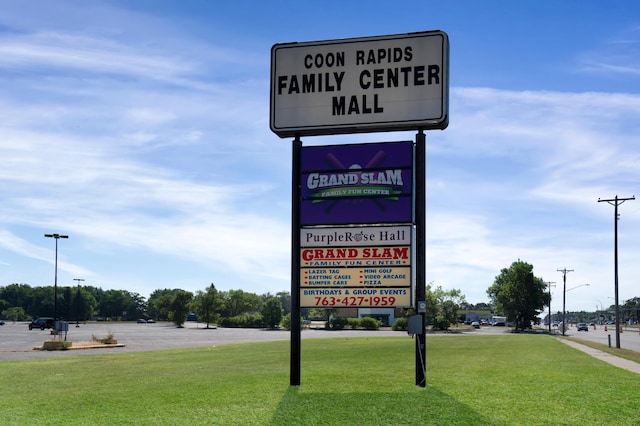 COON RAPIDS
FAMILY CENTER
MALL
GRAND SLAM
FAMILY FUN CENTER
PurpleRose Hall
GRAND SLAM
• FAMILY FUN CENTER •
• LAZER TAG • MINI GOLF
• BATTING CAGES • VIDEO ARCADE
• BUMPER CARS • PIZZA
BIRTHDAYS & GROUP EVENTS
763-427-1959